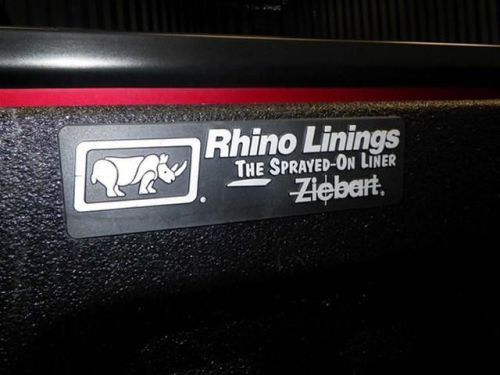 Rhino Linings
THE SPRAYED-ON LINER
Ziebart®
®